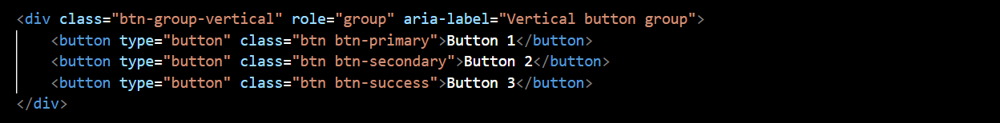 <div class="btn-group-vertical" role="group" aria-label="Vertical button group">
    <button type="button" class="btn btn-primary">Button 1</button>
    <button type="button" class="btn btn-secondary">Button 2</button>
    <button type="button" class="btn btn-success">Button 3</button>
</div>